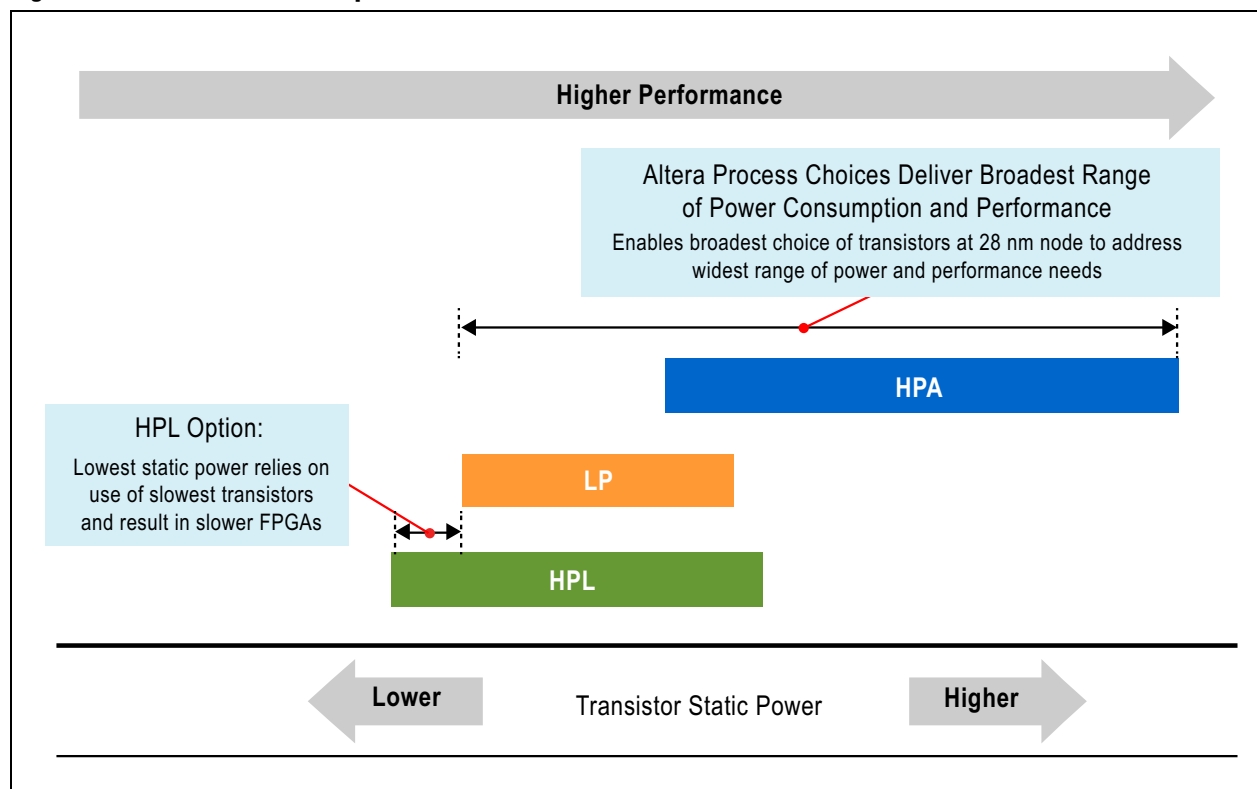 Higher Performance
Altera Process Choices Deliver Broadest Range
of Power Consumption and Performance
Enables broadest choice of transistors at 28 nm node to address
widest range of power and performance needs
HPA
HPL Option:
Lowest static power relies on
use of slowest transistors
and result in slower FPGAs
LP
HPL
Lower
Transistor Static Power
Higher